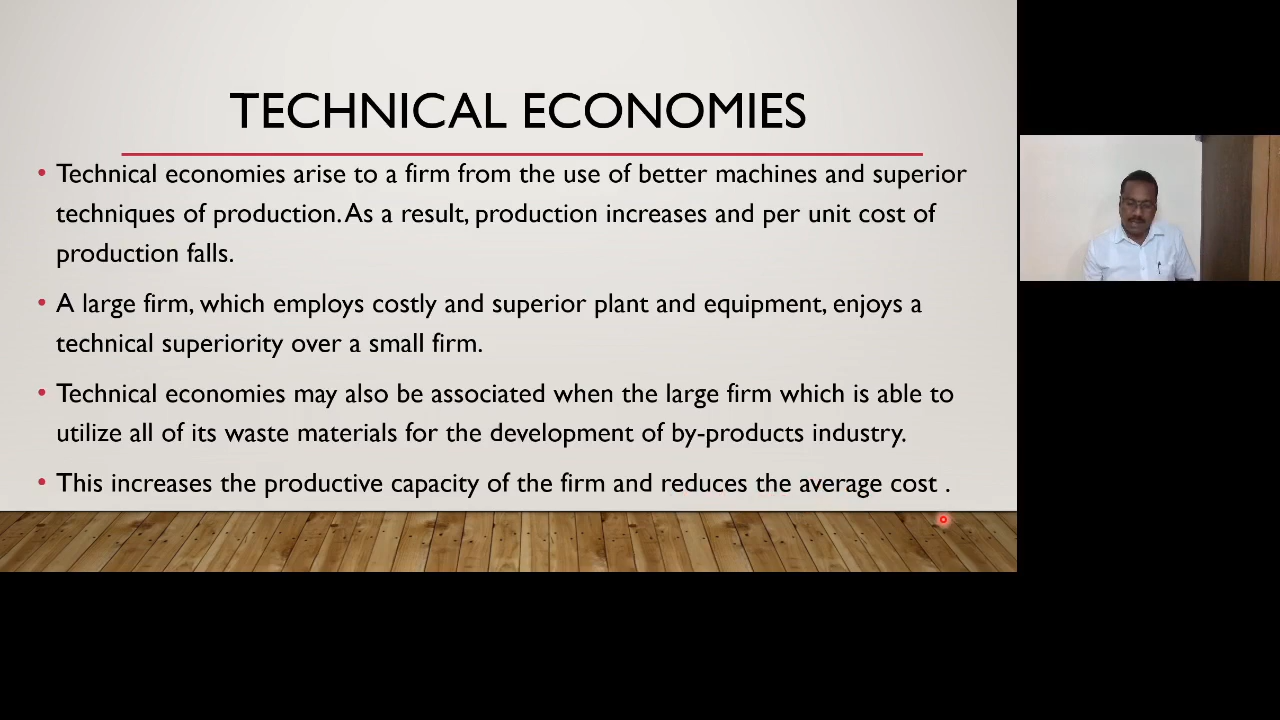 TECHNICAL ECONOMIES
• Technical economies arise to a firm from the use of better machines and superior
techniques of production. As a result, production increases and per unit cost of
production falls.
• A large firm, which employs costly and superior plant and equipment, enjoys a
technical superiority over a small firm.
• Technical economies may also be associated when the large firm which is able to
utilize all of its waste materials for the development of by-products industry.
• This increases the productive capacity of the firm and reduces the average cost .